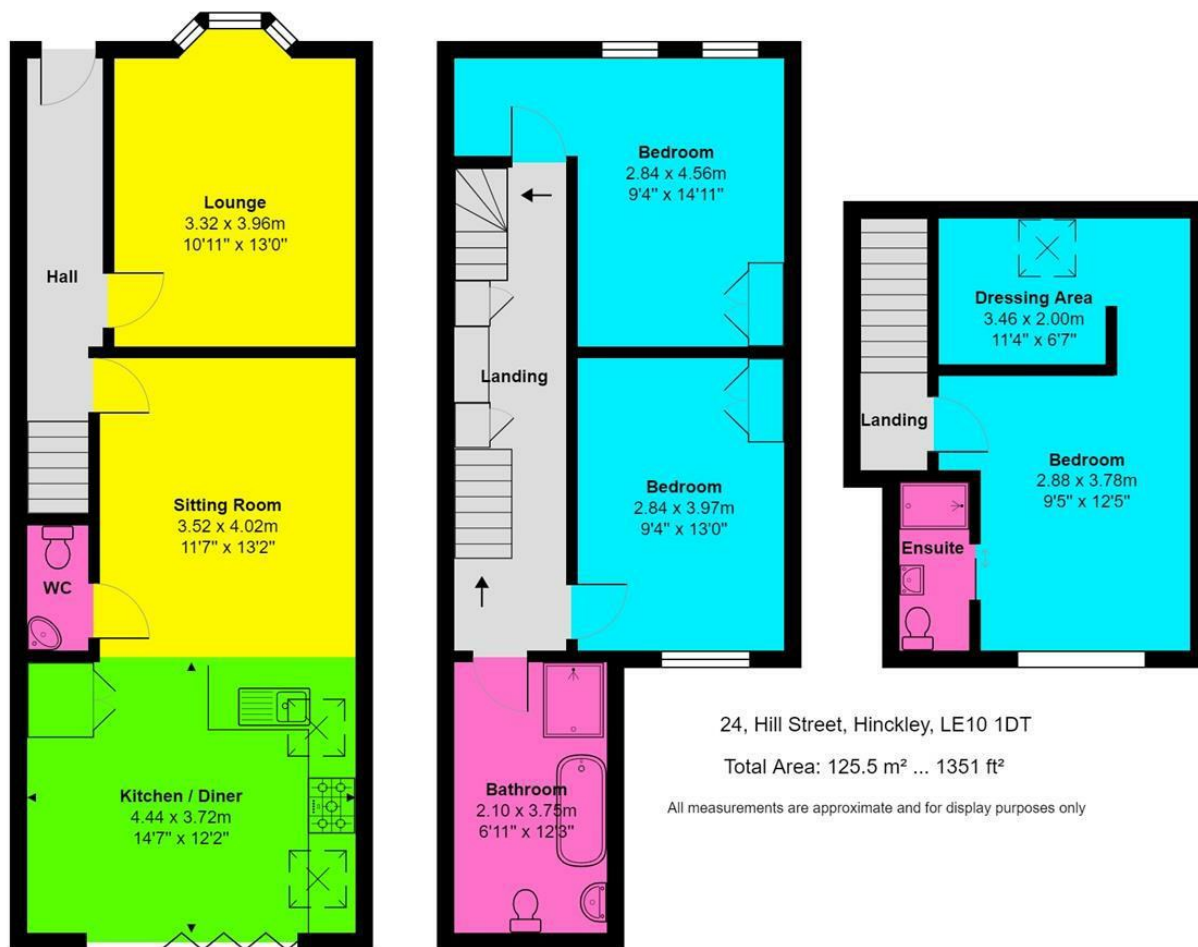 Hall
Lounge
3.32 x 3.96m
10'11" x 13'0"
Sitting Room
3.52 x 4.02m
11'7" x 13'2"
WC
Kitchen / Diner
4.44 x 3.72m
14'7" x 12'2"
Bedroom
2.84 x 4.56m
9'4" x 14'11"
Landing
Bedroom
2.84 x 3.97m
9'4" x 13'0"
Bathroom
2.10 x 3.75m
6'11" x 12'3"
Dressing Area
3.46 x 2.00m
11'4" x 6'7"
Landing
Bedroom
2.88 x 3.78m
9'5" x 12'5"
Ensuite
24, Hill Street, Hinckley, LE10 1DT
Total Area: 125.5 m² ... 1351 ft²
All measurements are approximate and for display purposes only